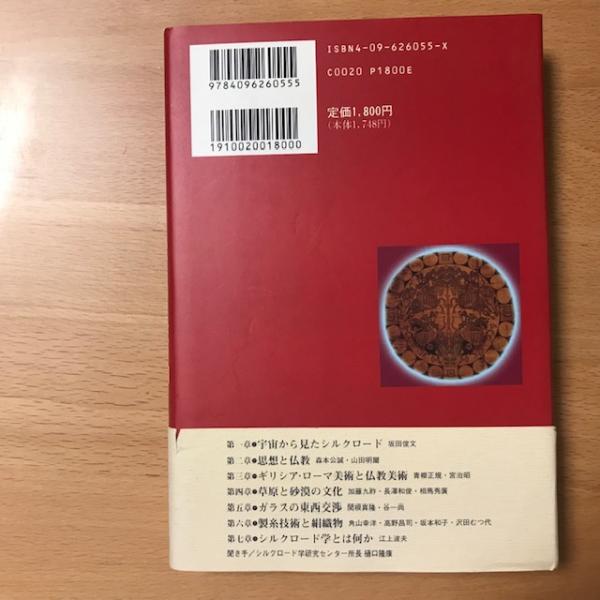 ISBN4-09-626055-X
C0020 P1800E
定価1,800円
(本体1,748円)
9784096260555
1910020018000
第一章●宇宙から見たシルクロード 坂田俊文
第二章●思想と仏教 森本公誠・山田明爾
第三章●ギリシア・ローマ美術と仏教美術 青柳正規・宮治昭
第四章●草原と砂漠の文化 加藤九祚・長澤和俊・相馬秀廣
第五章●ガラスの東西交渉 関根真隆・谷一尚
第六章●製糸技術と絹織物 角山幸洋・高野昌司・坂本和子・沢田むつ代
第七章●シルクロード学とは何か 江上波夫
聞き手/シルクロード学研究センター所長 樋口隆康